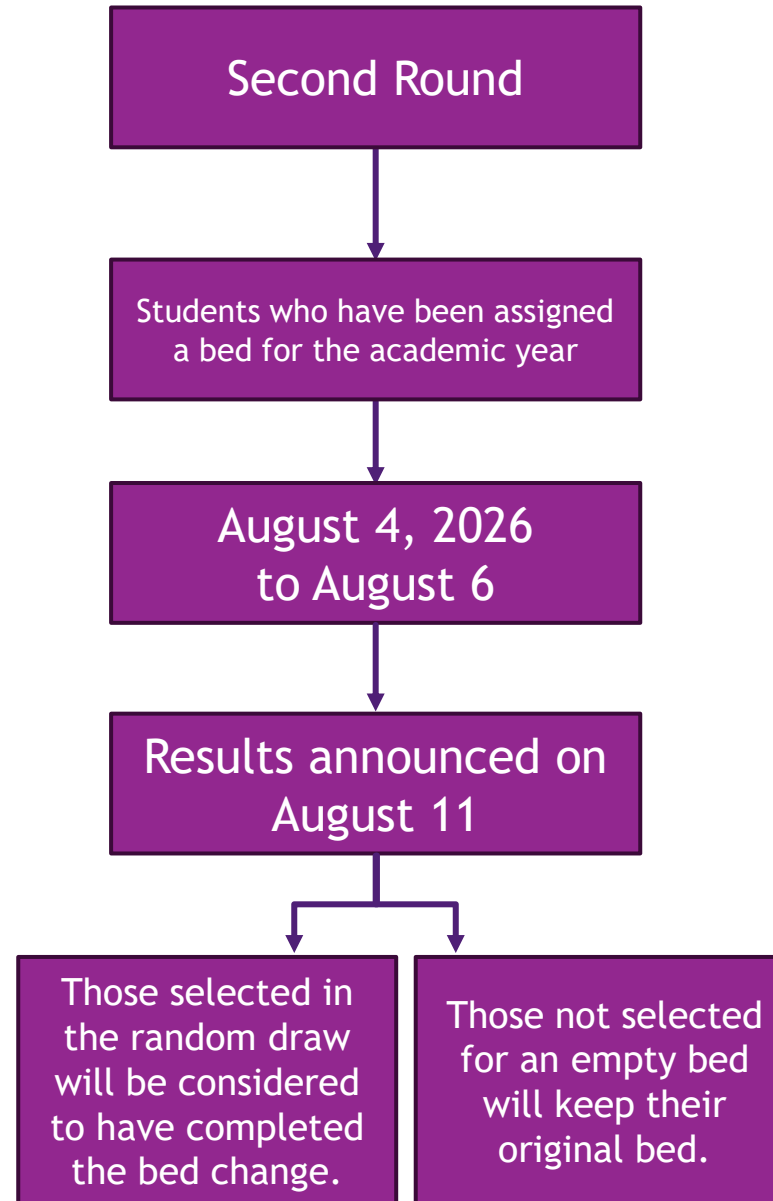 Second Round
Students who have been assigned
a bed for the academic year
August 4, 2026
to August 6
Results announced on
August 11
Those selected in
the random draw
will be considered
to have completed
the bed change.
Those not selected
for an empty bed
will keep their
original bed.